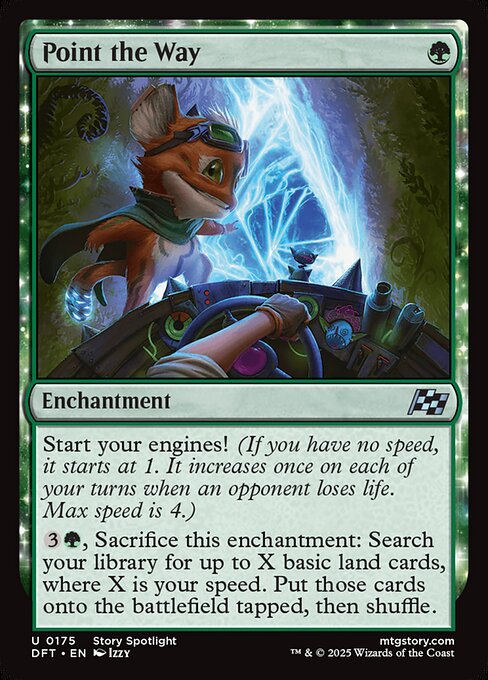 Point the Way
Enchantment
Start your engines! (If you have no speed,
it starts at 1. It increases once on each of
your turns when an opponent loses life.
Max speed is 4.)
3, Sacrifice this enchantment: Search
your library for up to X basic land cards,
where X is your speed. Put those cards
onto the battlefield tapped, then shuffle.
U 0175 Story Spotlight mtgstory.com
DFT • EN Izzy ™ & © 2025 Wizards of the Coast